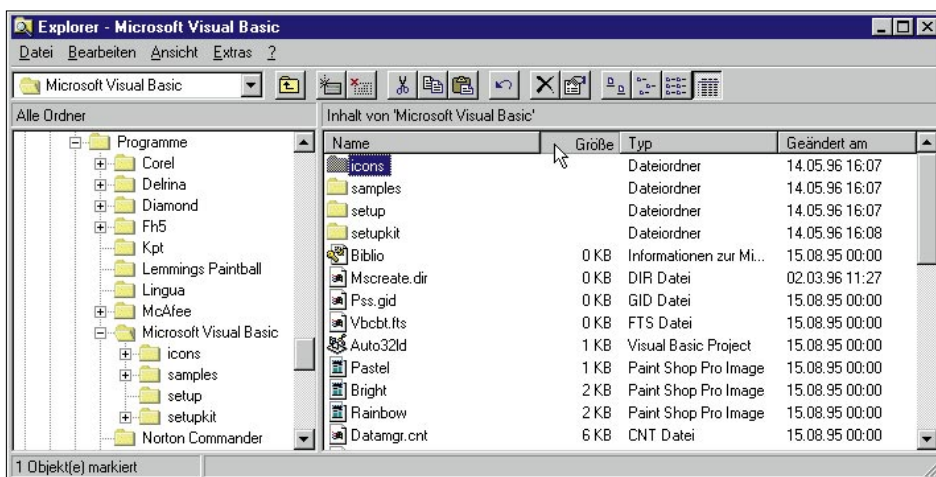 Explorer - Microsoft Visual Basic
Datei Bearbeiten Ansicht Extras ?
Microsoft Visual Basic
Alle Ordner
Inhalt von 'Microsoft Visual Basic'
Programme
Corel
Delrina
Diamond
Fh5
Kpt
Lemmings Paintball
Lingua
McAfee
Microsoft Visual Basic
icons
samples
setup
setupkit
Norton Commander
Name Größe Typ Geändert am
icons Dateiordner 14.05.96 16:07
samples Dateiordner 14.05.96 16:07
setup Dateiordner 14.05.96 16:07
setupkit Dateiordner 14.05.96 16:08
Biblio 0 KB Informationen zur Mi... 15.08.95 00:00
Mscreate.dir 0 KB DIR Datei 02.03.96 11:27
Pss.gid 0 KB GID Datei 15.08.95 00:00
Vbcbt.fts 0 KB FTS Datei 15.08.95 00:00
Auto32ld 1 KB Visual Basic Project 15.08.95 00:00
Pastel 1 KB Paint Shop Pro Image 15.08.95 00:00
Bright 2 KB Paint Shop Pro Image 15.08.95 00:00
Rainbow 2 KB Paint Shop Pro Image 15.08.95 00:00
Datamgr.cnt 6 KB CNT Datei 15.08.95 00:00
1 Objekt(e) markiert